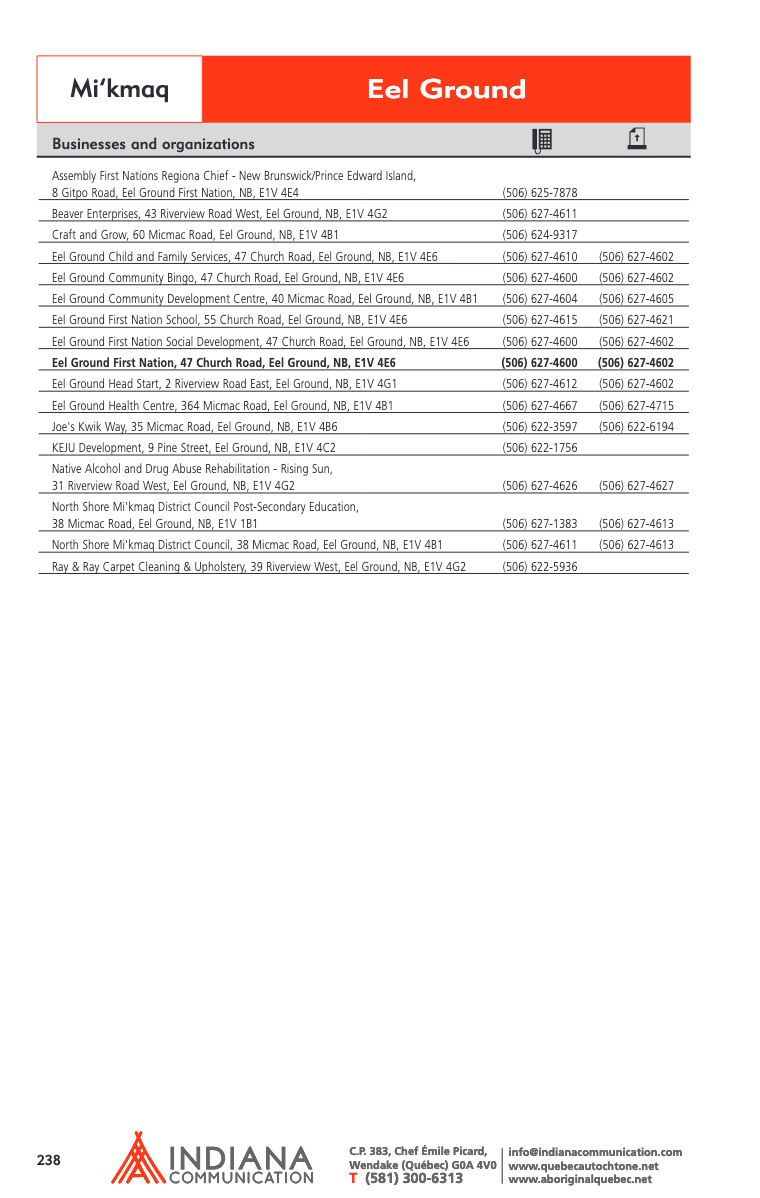 Mi‘kmaq
Eel Ground
Businesses and organizations
Assembly First Nations Regiona Chief - New Brunswick/Prince Edward Island,
8 Gitpo Road, Eel Ground First Nation, NB, E1V 4E4 (506) 625-7878
Beaver Enterprises, 43 Riverview Road West, Eel Ground, NB, E1V 4G2 (506) 627-4611
Craft and Grow, 60 Micmac Road, Eel Ground, NB, E1V 4B1 (506) 624-9317
Eel Ground Child and Family Services, 47 Church Road, Eel Ground, NB, E1V 4E6 (506) 627-4610 (506) 627-4602
Eel Ground Community Bingo, 47 Church Road, Eel Ground, NB, E1V 4E6 (506) 627-4600 (506) 627-4602
Eel Ground Community Development Centre, 40 Micmac Road, Eel Ground, NB, E1V 4B1 (506) 627-4604 (506) 627-4605
Eel Ground First Nation School, 55 Church Road, Eel Ground, NB, E1V 4E6 (506) 627-4615 (506) 627-4621
Eel Ground First Nation Social Development, 47 Church Road, Eel Ground, NB, E1V 4E6 (506) 627-4600 (506) 627-4602
Eel Ground First Nation, 47 Church Road, Eel Ground, NB, E1V 4E6 (506) 627-4600 (506) 627-4602
Eel Ground Head Start, 2 Riverview Road East, Eel Ground, NB, E1V 4G1 (506) 627-4612 (506) 627-4602
Eel Ground Health Centre, 364 Micmac Road, Eel Ground, NB, E1V 4B1 (506) 627-4667 (506) 627-4715
Joe's Kwik Way, 35 Micmac Road, Eel Ground, NB, E1V 4B6 (506) 622-3597 (506) 622-6194
KEJU Development, 9 Pine Street, Eel Ground, NB, E1V 4C2 (506) 622-1756
Native Alcohol and Drug Abuse Rehabilitation - Rising Sun,
31 Riverview Road West, Eel Ground, NB, E1V 4G2 (506) 627-4626 (506) 627-4627
North Shore Mi'kmaq District Council Post-Secondary Education,
38 Micmac Road, Eel Ground, NB, E1V 1B1 (506) 627-1383 (506) 627-4613
North Shore Mi'kmaq District Council, 38 Micmac Road, Eel Ground, NB, E1V 4B1 (506) 627-4611 (506) 627-4613
Ray & Ray Carpet Cleaning & Upholstery, 39 Riverview West, Eel Ground, NB, E1V 4G2 (506) 622-5936
238
INDIANA
COMMUNICATION
C.P. 383, Chef Émile Picard,
Wendake (Québec) G0A 4V0
T (581) 300-6313
info@indianacommunication.com
www.quebecautochtone.net
www.aboriginalquebec.net